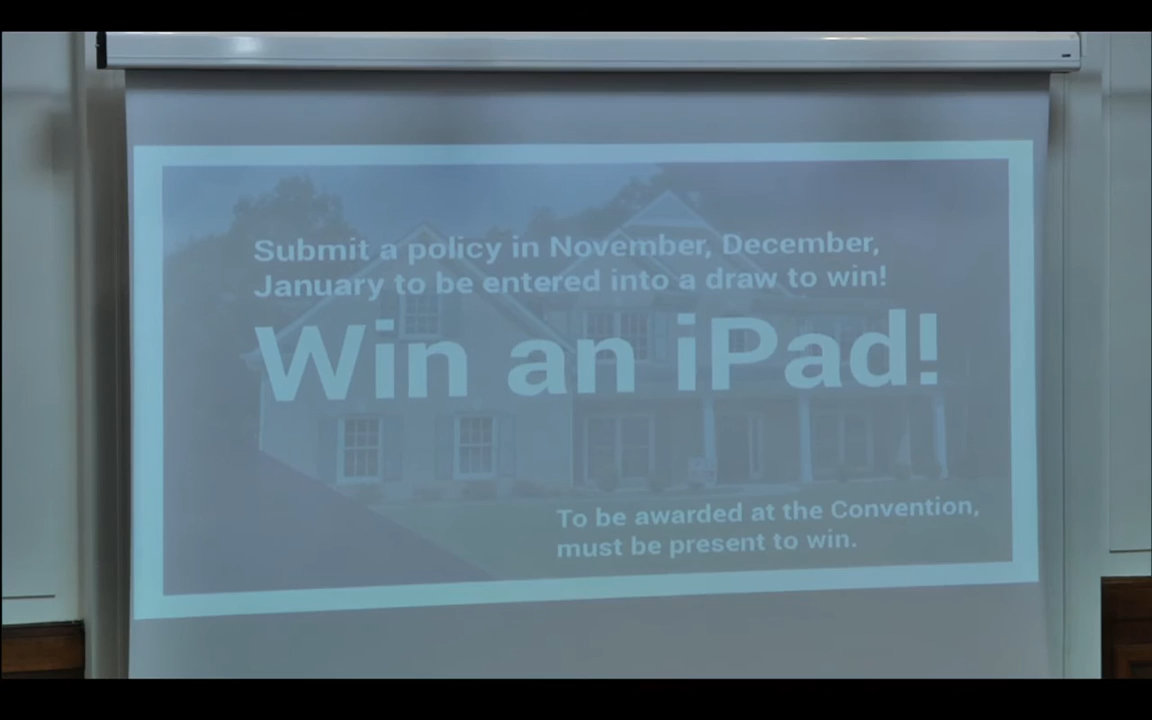 Submit a policy in November, December,
January to be entered into a draw to win!
Win an iPad!
To be awarded at the Convention,
must be present to win.